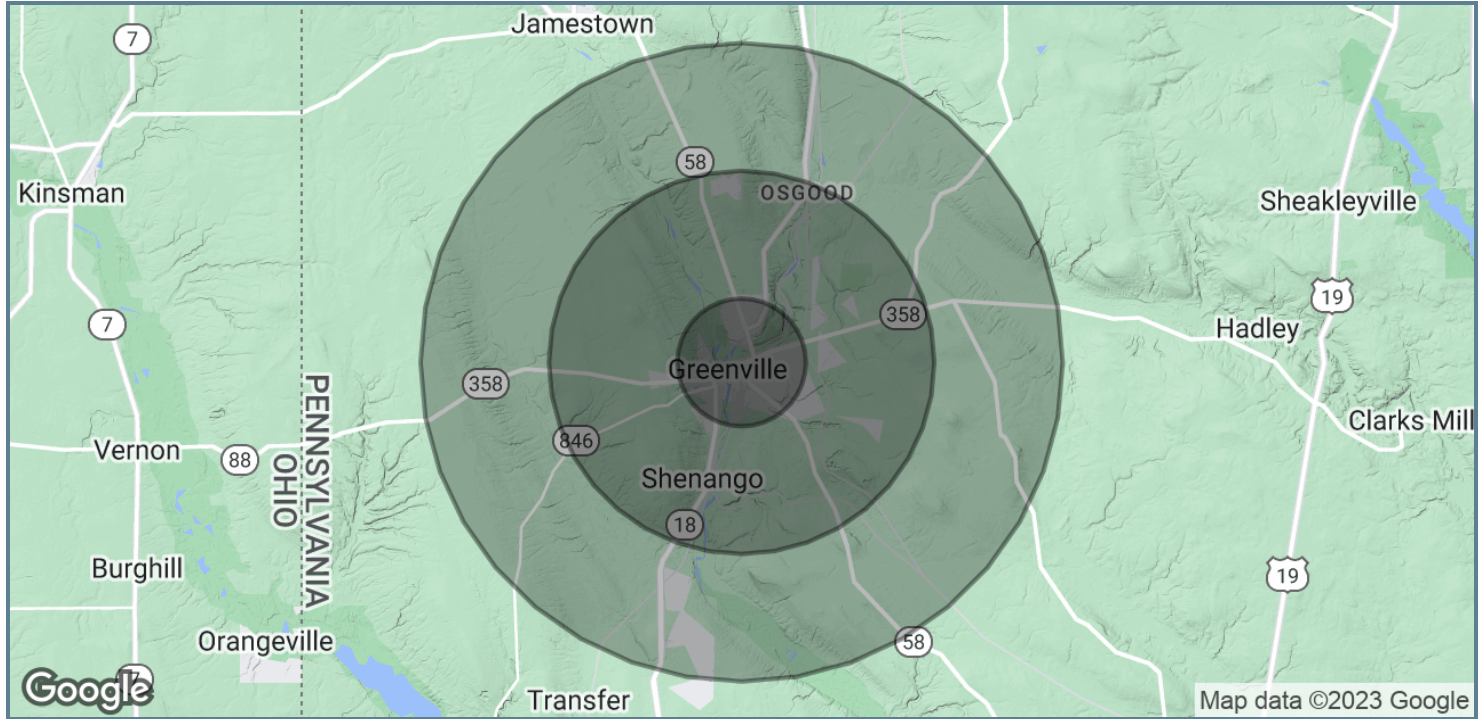 Jamestown
7
58
Kinsman
OSGOOD
Sheakleyville
19
358
7
Hadley
Greenville
358
PENNSYLVANIA
OHIO
Clarks Mill
846
Vernon
88
Shenango
18
Burghill
19
Orangeville
58
7
Google
Transfer
Map data ©2023 Google